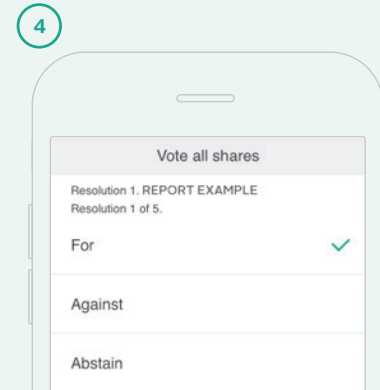 4
Vote all shares
Resolution 1. REPORT EXAMPLE
Resolution 1 of 5.
For
Against
Abstain